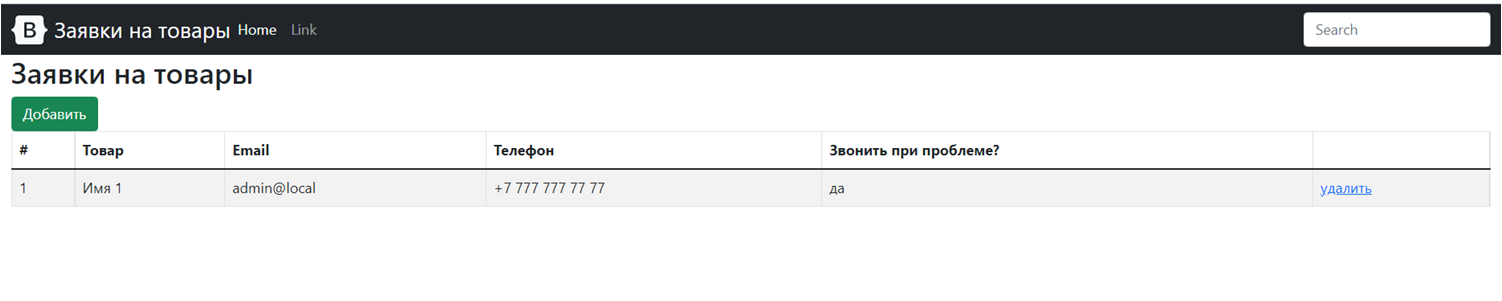 B Заявки на товары Home Link Search
Заявки на товары
Добавить
# Товар Email Телефон Звонить при проблеме?
1 Имя 1 admin@local +7 777 777 77 77 да удалить